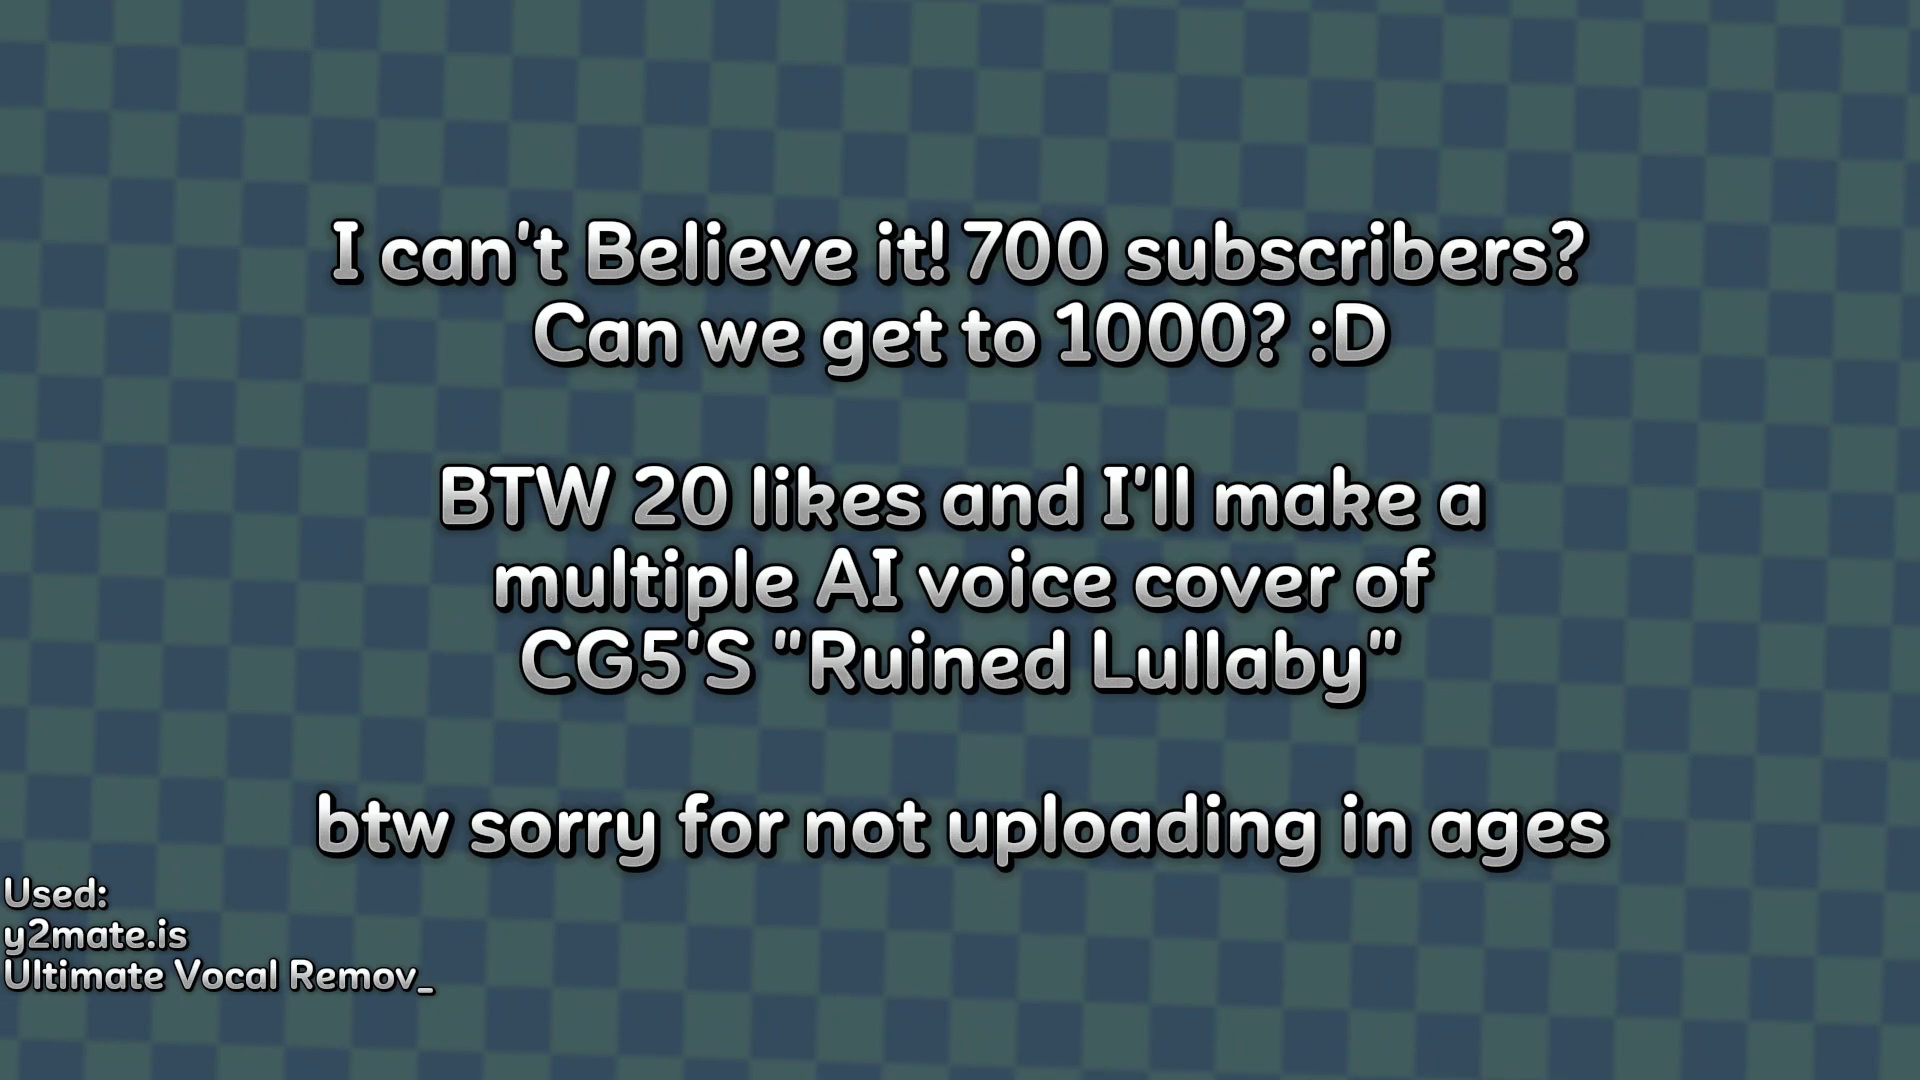 I can't Believe it! 700 subscribers?
Can we get to 1000? :D
BTW 20 likes and I'll make a
multiple AI voice cover of
CG5'S "Ruined Lullaby"
btw sorry for not uploading in ages
Used:
y2mate.is
Ultimate Vocal Remov_